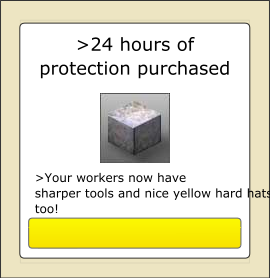 >24 hours of
protection purchased
>Your workers now have
sharper tools and nice yellow hard hats
too!